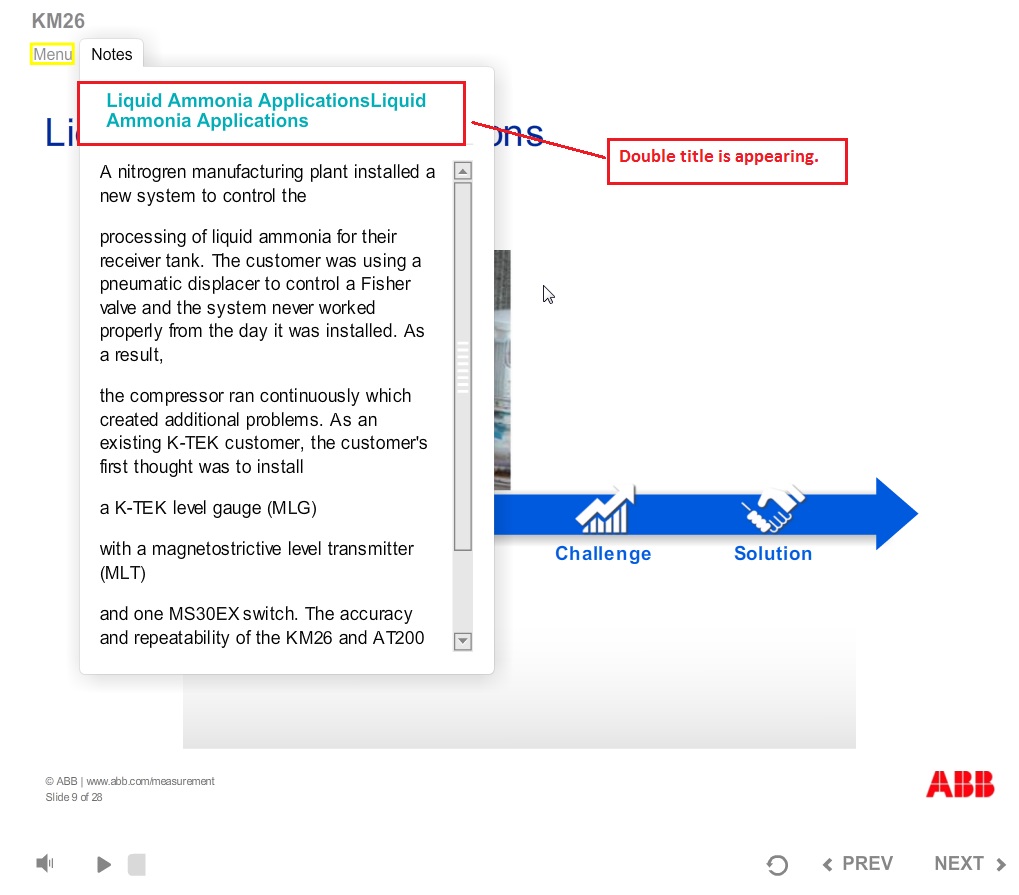 KM26
Menu
Notes
Liquid Ammonia ApplicationsLiquid
Ammonia Applications
Li
ons
Double title is appearing.
A nitrogren manufacturing plant installed a
new system to control the
processing of liquid ammonia for their
receiver tank. The customer was using a
pneumatic displacer to control a Fisher
valve and the system never worked
properly from the day it was installed. As
a result,
the compressor ran continuously which
created additional problems. As an
existing K-TEK customer, the customer's
first thought was to install
a K-TEK level gauge (MLG)
with a magnetostrictive level transmitter
(MLT)
and one MS30EX switch. The accuracy
and repeatability of the KM26 and AT200
Challenge
Solution
© ABB | www.abb.com/measurement
Slide 9 of 28
ABB
PREV
NEXT